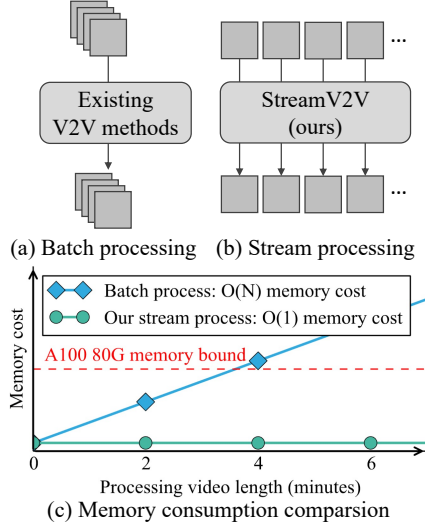 Existing
V2V methods
StreamV2V
(ours)
...
...
(a) Batch processing
(b) Stream processing
Memory cost
Batch process: O(N) memory cost
Our stream process: O(1) memory cost
A100 80G memory bound
0
2
4
6
Processing video length (minutes)
(c) Memory consumption comparsion